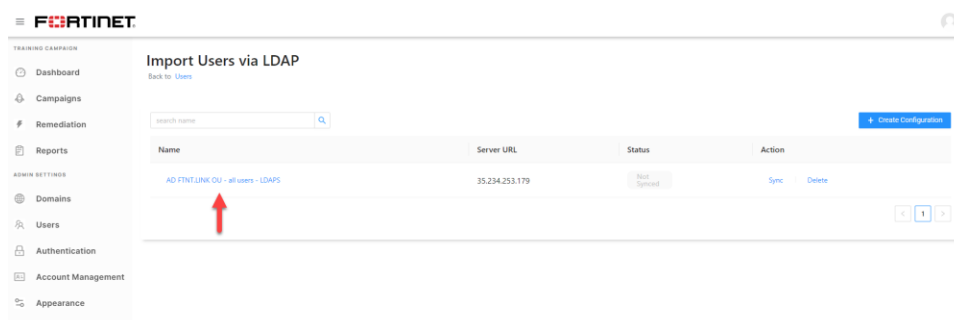 FORTINET
TRAINING CAMPAIGN
Dashboard
Campaigns
Remediation
Reports
ADMIN SETTINGS
Domains
Users
Authentication
Account Management
Appearance
Import Users via LDAP
Back to Users
search name
+ Create Configuration
Name Server URL Status Action
AD FTNT.LINK OU - all users - LDAPS 35.234.253.179 Not Synced Sync Delete
< 1 >